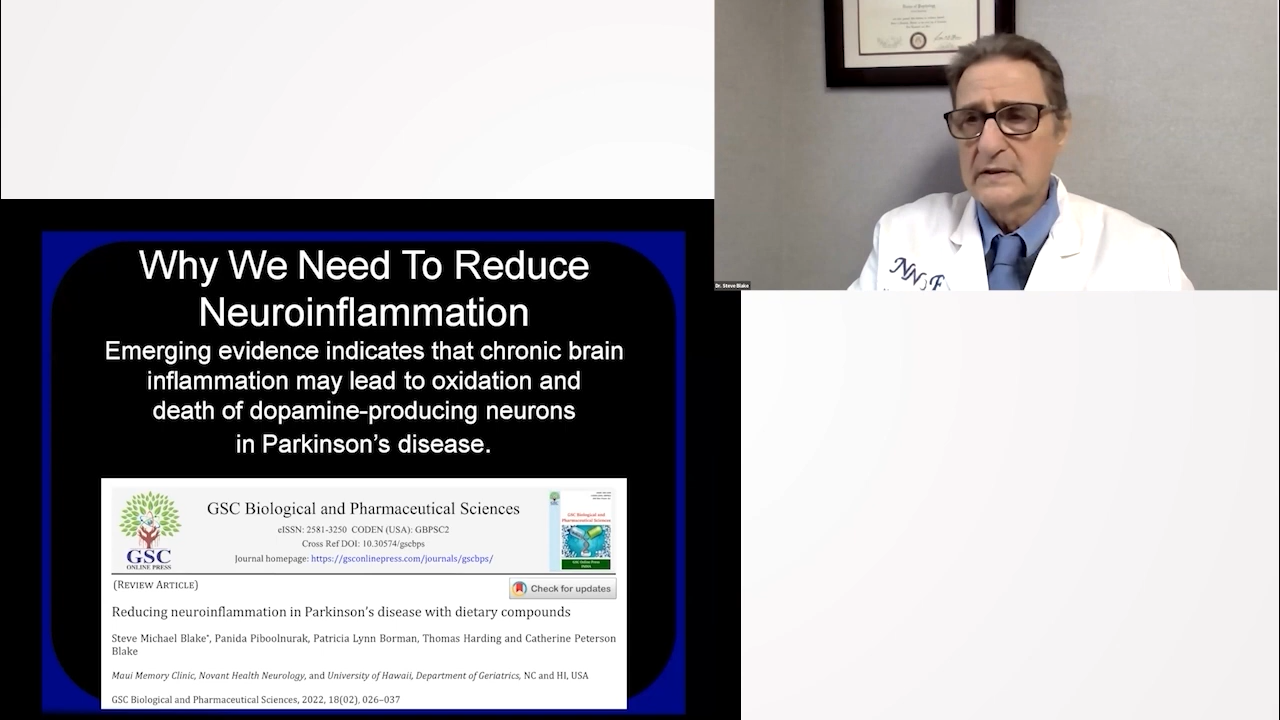 Dr. Steve Blake
Why We Need To Reduce
Neuroinflammation
Emerging evidence indicates that chronic brain
inflammation may lead to oxidation and
death of dopamine-producing neurons
in Parkinson's disease.
GSC
ONLINE PRESS
GSC Biological and Pharmaceutical Sciences
eISSN: 2581-3250 CODEN (USA): GBPSC2
Cross Ref DOI: 10.30574/gscbps
Journal homepage: https://gsconlinepress.com/journals/gscbps/
GSC Biological and
Pharmaceutical Sciences
(REVIEW ARTICLE)
Check for updates
Reducing neuroinflammation in Parkinson's disease with dietary compounds
Steve Michael Blake*, Panida Piboolnurak, Patricia Lynn Borman, Thomas Harding and Catherine Peterson
Blake
Maui Memory Clinic, Novant Health Neurology, and University of Hawaii, Department of Geriatrics, NC and HI, USA
GSC Biological and Pharmaceutical Sciences, 2022, 18(02), 026–037